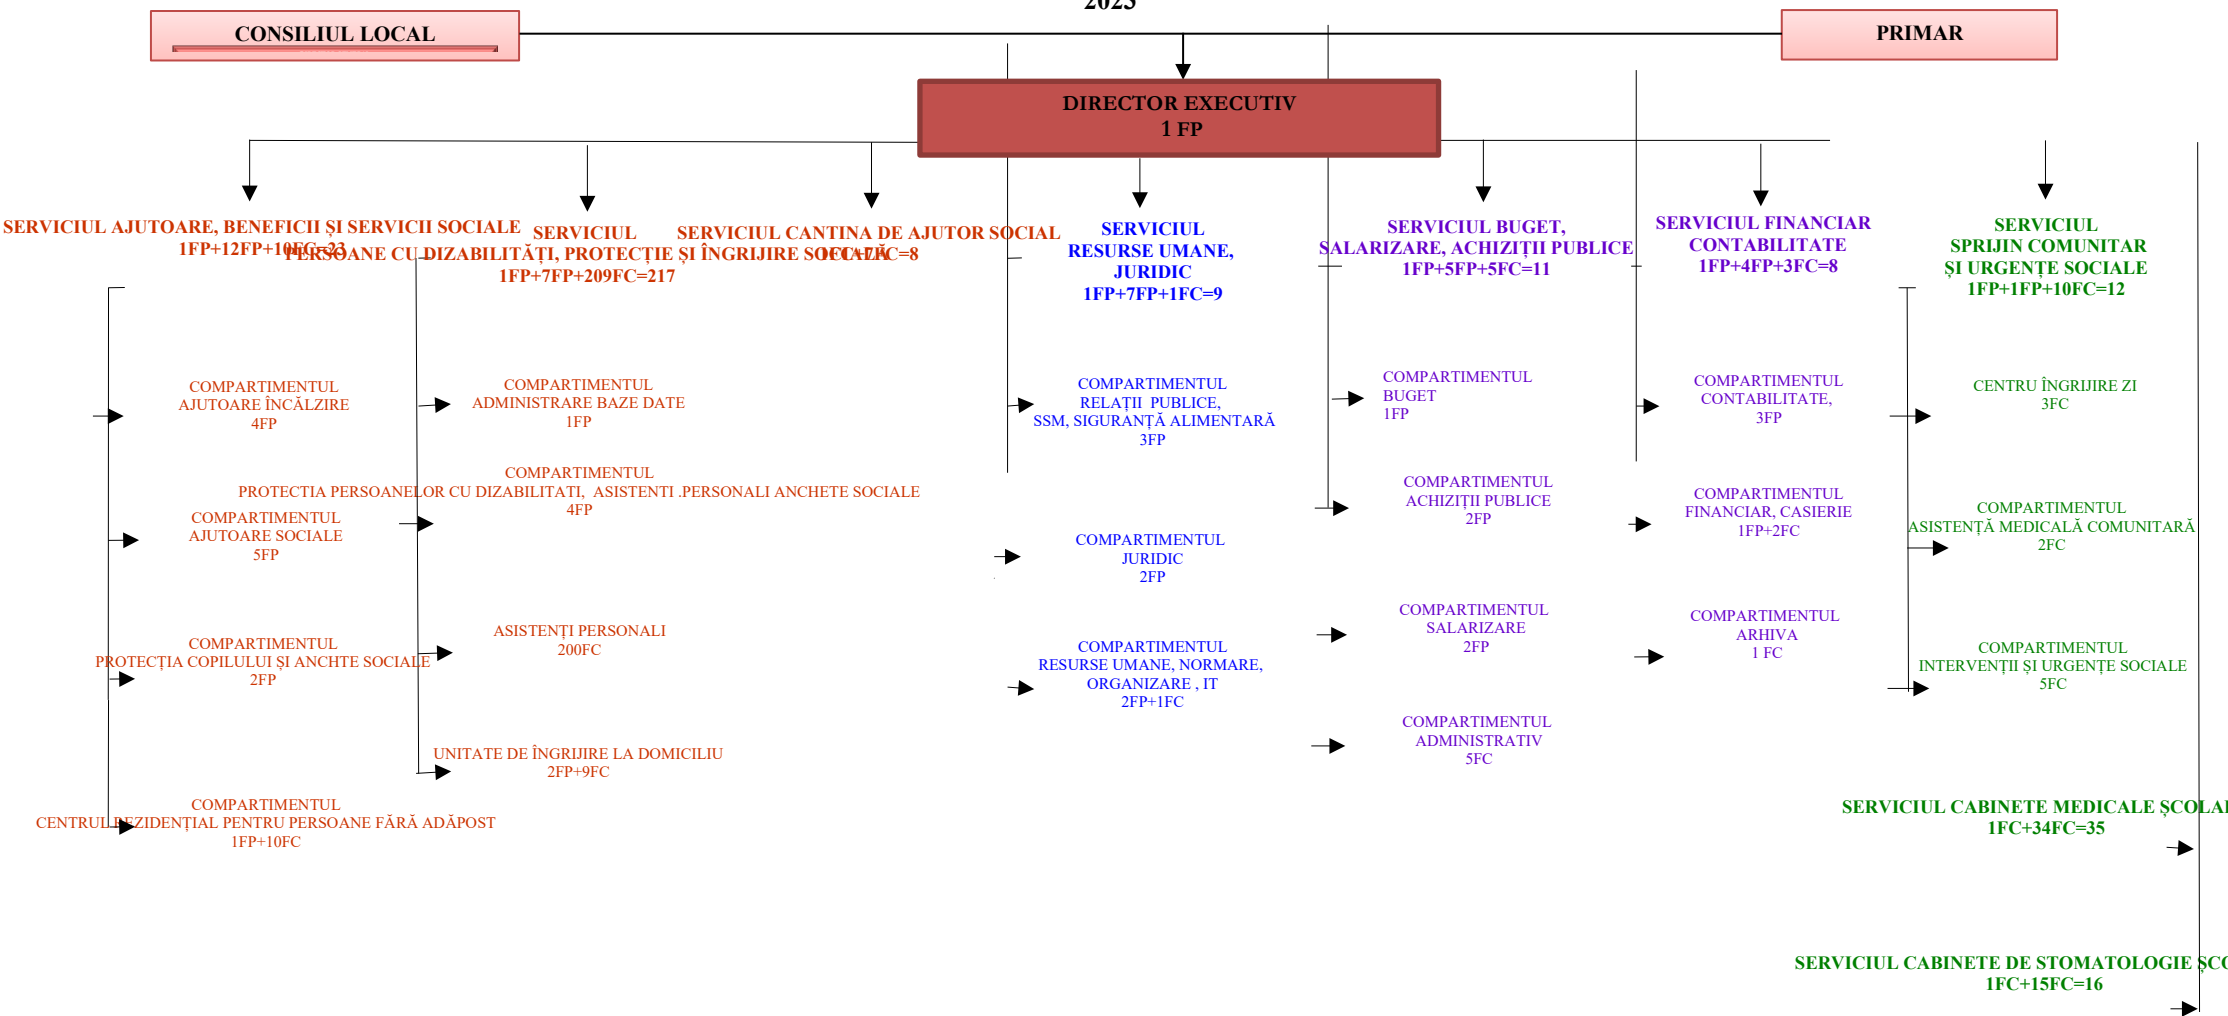 2025
CONSILIUL LOCAL
PRIMAR
DIRECTOR EXECUTIV
1 FP
SERVICIUL AJUTOARE, BENEFICII ȘI SERVICII SOCIALE
1FP+12FP+10FC=23
SERVICIUL
PERSOANE CU DIZABILITĂȚI, PROTECȚIE ȘI ÎNGRIJIRE SOCIALĂ
1FP+7FP+209FC=217
SERVICIUL CANTINA DE AJUTOR SOCIAL
1FC+7FC=8
SERVICIUL
RESURSE UMANE,
JURIDIC
1FP+7FP+1FC=9
SERVICIUL BUGET,
SALARIZARE, ACHIZIȚII PUBLICE
1FP+5FP+5FC=11
SERVICIUL FINANCIAR
CONTABILITATE
1FP+4FP+3FC=8
SERVICIUL
SPRIJIN COMUNITAR
ȘI URGENȚE SOCIALE
1FP+1FP+10FC=12
COMPARTIMENTUL
AJUTOARE ÎNCĂLZIRE
4FP
COMPARTIMENTUL
AJUTOARE SOCIALE
5FP
COMPARTIMENTUL
PROTECȚIA COPILULUI ȘI ANCHTE SOCIALE
2FP
COMPARTIMENTUL
CENTRUL REZIDENȚIAL PENTRU PERSOANE FĂRĂ ADĂPOST
1FP+10FC
COMPARTIMENTUL
ADMINISTRARE BAZE DATE
1FP
COMPARTIMENTUL
PROTECTIA PERSOANELOR CU DIZABILITATI, ASISTENTI .PERSONALI ANCHETE SOCIALE
4FP
ASISTENȚI PERSONALI
200FC
UNITATE DE ÎNGRIJIRE LA DOMICILIU
2FP+9FC
COMPARTIMENTUL
RELAȚII PUBLICE,
SSM, SIGURANȚĂ ALIMENTARĂ
3FP
COMPARTIMENTUL
JURIDIC
2FP
COMPARTIMENTUL
RESURSE UMANE, NORMARE,
ORGANIZARE , IT
2FP+1FC
COMPARTIMENTUL
BUGET
1FP
COMPARTIMENTUL
ACHIZIȚII PUBLICE
2FP
COMPARTIMENTUL
SALARIZARE
2FP
COMPARTIMENTUL
ADMINISTRATIV
5FC
COMPARTIMENTUL
CONTABILITATE,
3FP
COMPARTIMENTUL
FINANCIAR, CASIERIE
1FP+2FC
COMPARTIMENTUL
ARHIVA
1 FC
CENTRU ÎNGRIJIRE ZI
3FC
COMPARTIMENTUL
ASISTENȚĂ MEDICALĂ COMUNITARĂ
2FC
COMPARTIMENTUL
INTERVENȚII ȘI URGENȚE SOCIALE
5FC
SERVICIUL CABINETE MEDICALE
1FC+34FC=35
SERVICIUL CABINETE DE STOMATOLOGIE
1FC+15FC=16